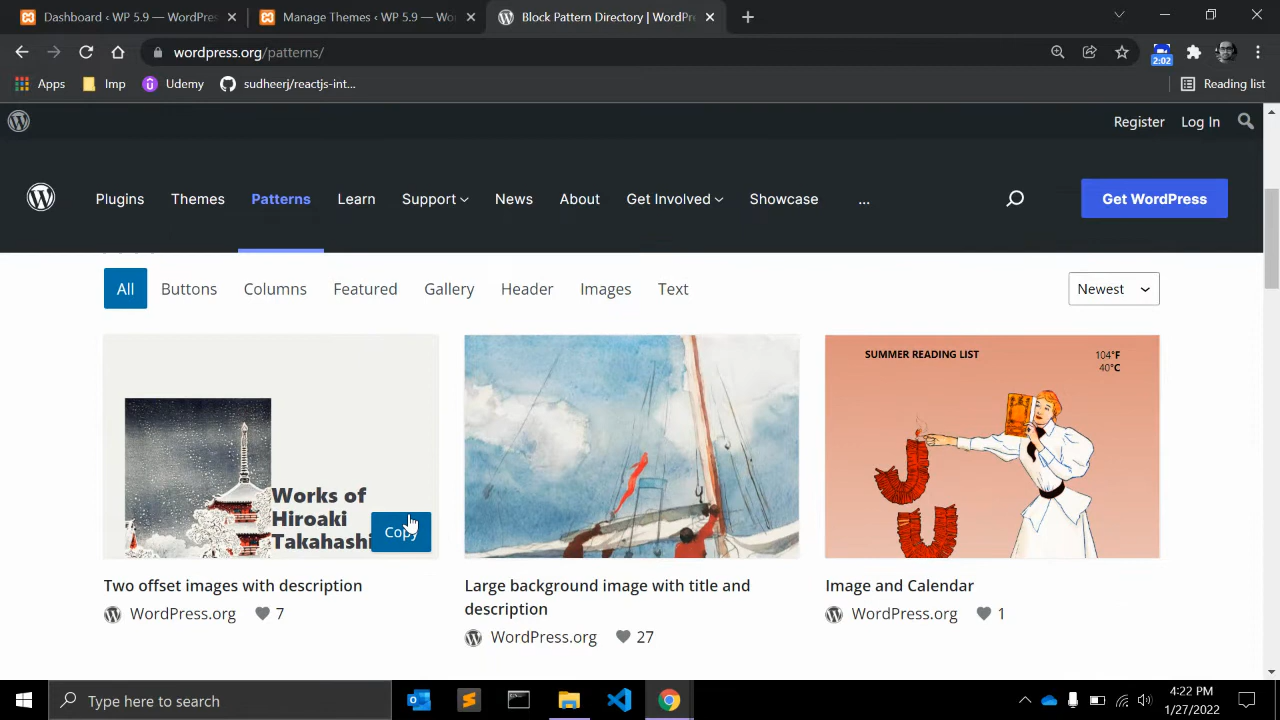 Dashboard ‹ WP 5.9 — WordPres
Manage Themes ‹ WP 5.9 — Wo
Block Pattern Directory | WordPre
wordpress.org/patterns/
2:02
Apps
Imp
Udemy
sudheerj/reactjs-int...
Reading list
Register
Log In
Plugins
Themes
Patterns
Learn
Support
News
About
Get Involved
Showcase
...
Get WordPress
All
Buttons
Columns
Featured
Gallery
Header
Images
Text
Newest
Works of
Hiroaki
Takahashi
Copy
SUMMER READING LIST
104°F
40°C
Two offset images with description
WordPress.org
7
Large background image with title and
description
WordPress.org
27
Image and Calendar
WordPress.org
1
Type here to search
4:22 PM
1/27/2022